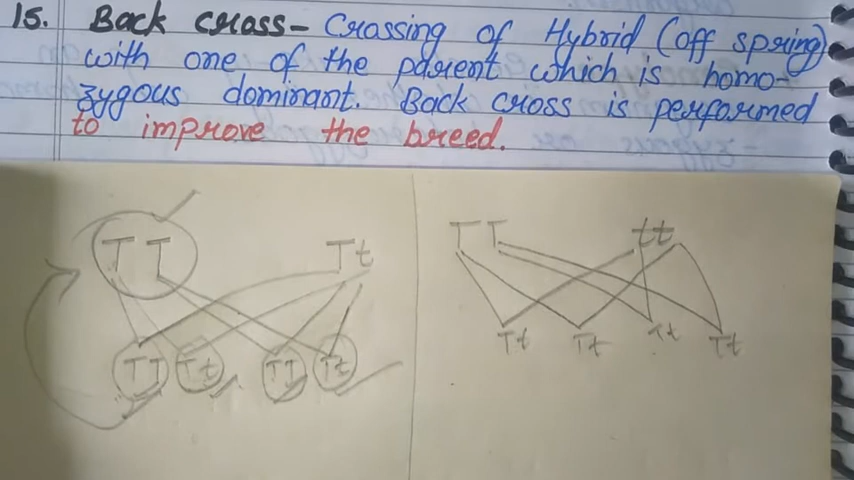 15. Back cross - Crossing of Hybrid (off spring)
with one of the parent which is homo-
zygous dominant. Back cross is performed
to improve the breed.
TT Tt
TT Tt TT Tt
TT tt
Tt Tt Tt Tt